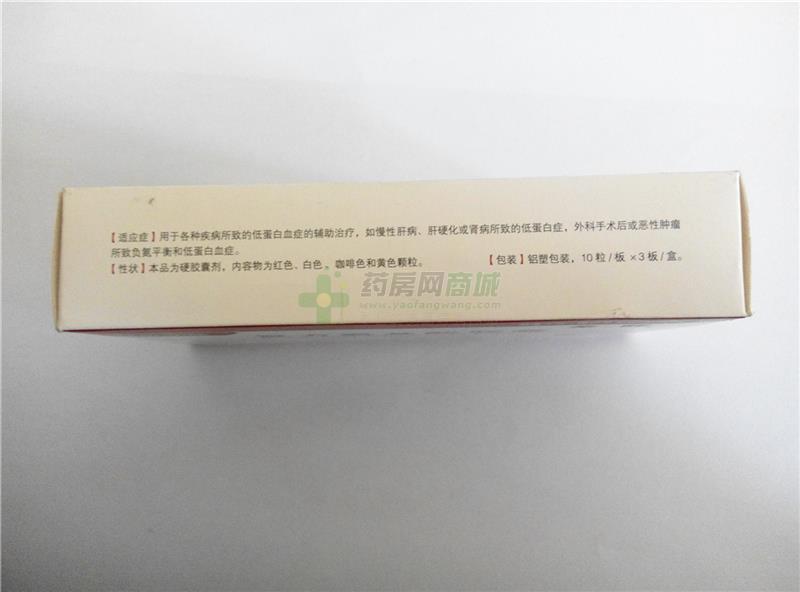 【适应症】用于各种疾病所致的低蛋白血症的辅助治疗，如慢性肝病、肝硬化或肾病所致的低蛋白症，外科手术后或恶性肿瘤
所致负氮平衡和低蛋白血症。
【性状】本品为硬胶囊剂，内容物为红色、白色、咖啡色和黄色颗粒。 【包装】铝塑包装，10粒/板 ×3板/盒。
药房网商城
www.yaofangwang.com